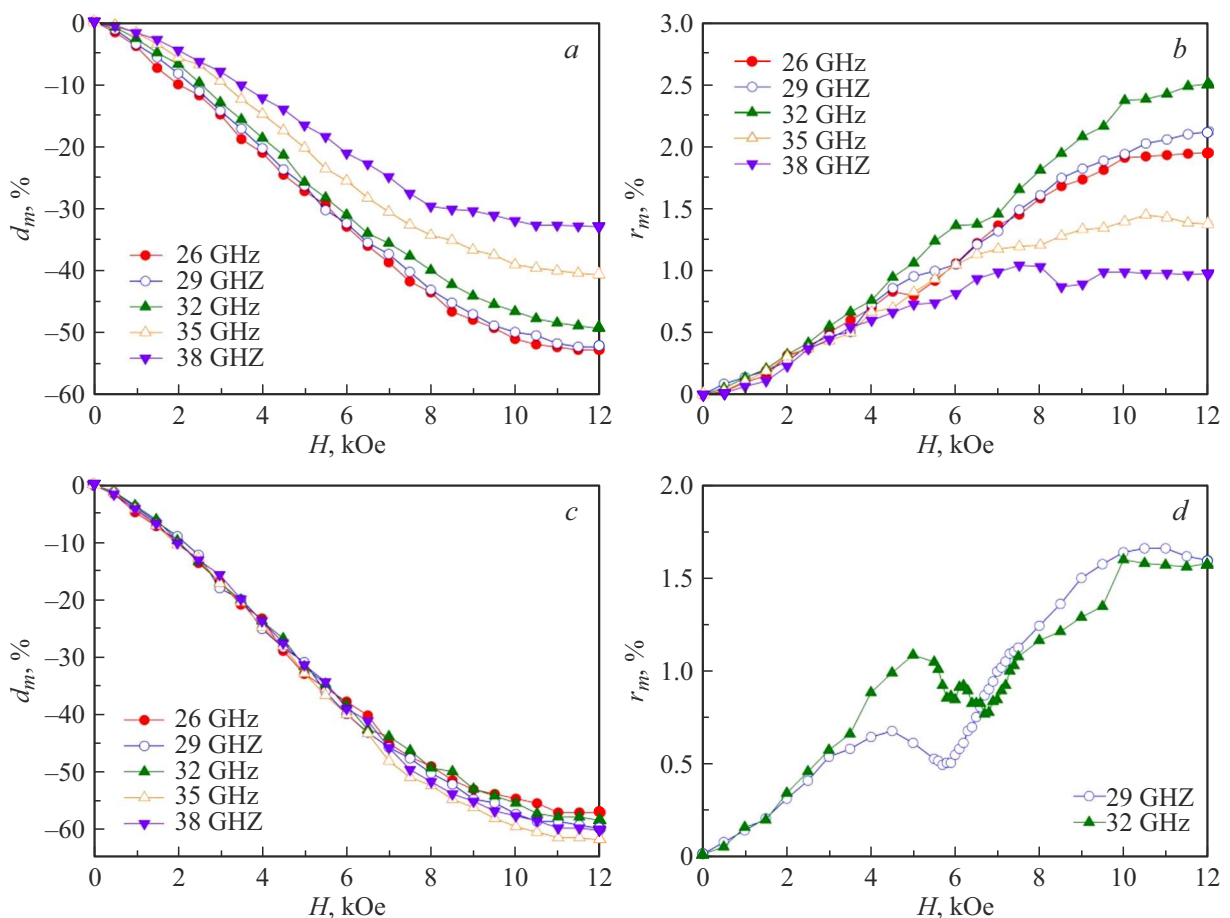 a
0
–10
–20
–30
–40
–50
–60
d_m, %
26 GHz
29 GHZ
32 GHz
35 GHz
38 GHZ
0 2 4 6 8 10 12
H, kOe
b
3.0
2.5
2.0
1.5
1.0
0.5
0
r_m, %
26 GHz
29 GHZ
32 GHz
35 GHz
38 GHZ
0 2 4 6 8 10 12
H, kOe
c
0
–10
–20
–30
–40
–50
–60
d_m, %
26 GHz
29 GHZ
32 GHz
35 GHz
38 GHZ
0 2 4 6 8 10 12
H, kOe
d
2.0
1.5
1.0
0.5
0
r_m, %
29 GHZ
32 GHz
0 2 4 6 8 10 12
H, kOe